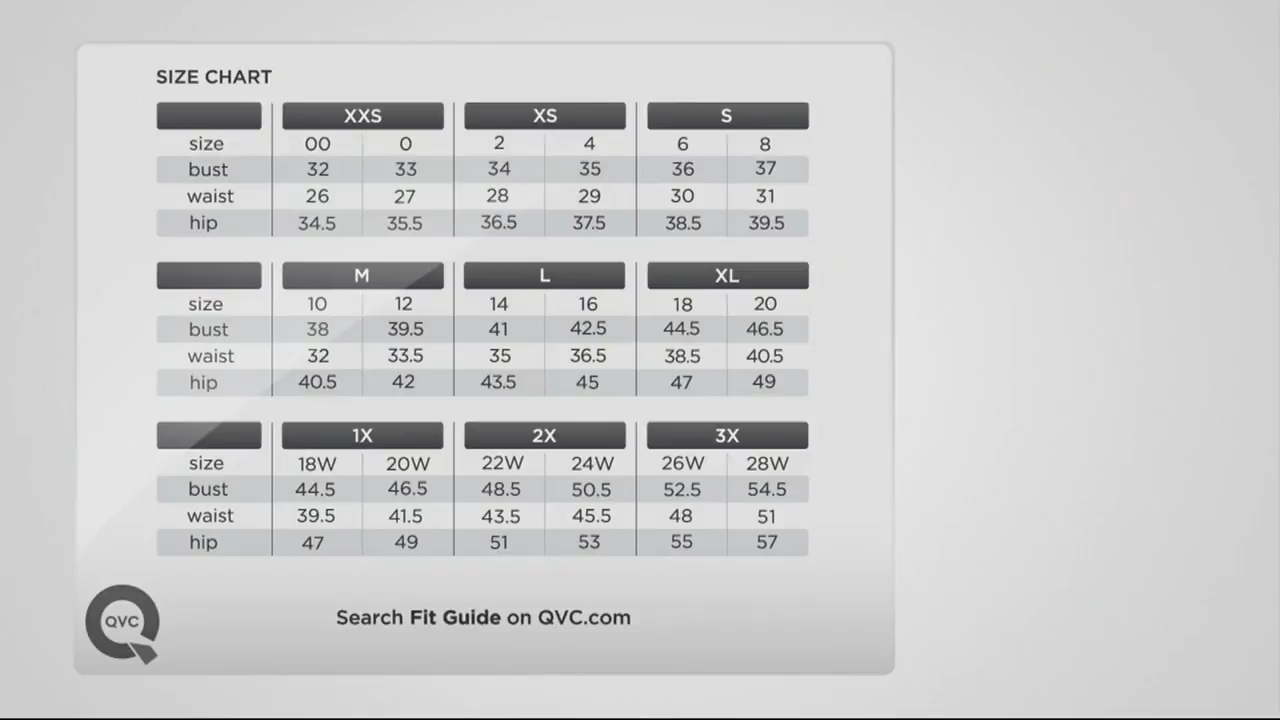 SIZE CHART
XXS XS S
size 00 0 2 4 6 8
bust 32 33 34 35 36 37
waist 26 27 28 29 30 31
hip 34.5 35.5 36.5 37.5 38.5 39.5
M L XL
size 10 12 14 16 18 20
bust 38 39.5 41 42.5 44.5 46.5
waist 32 33.5 35 36.5 38.5 40.5
hip 40.5 42 43.5 45 47 49
1X 2X 3X
size 18W 20W 22W 24W 26W 28W
bust 44.5 46.5 48.5 50.5 52.5 54.5
waist 39.5 41.5 43.5 45.5 48 51
hip 47 49 51 53 55 57
Search Fit Guide on QVC.com
QVC